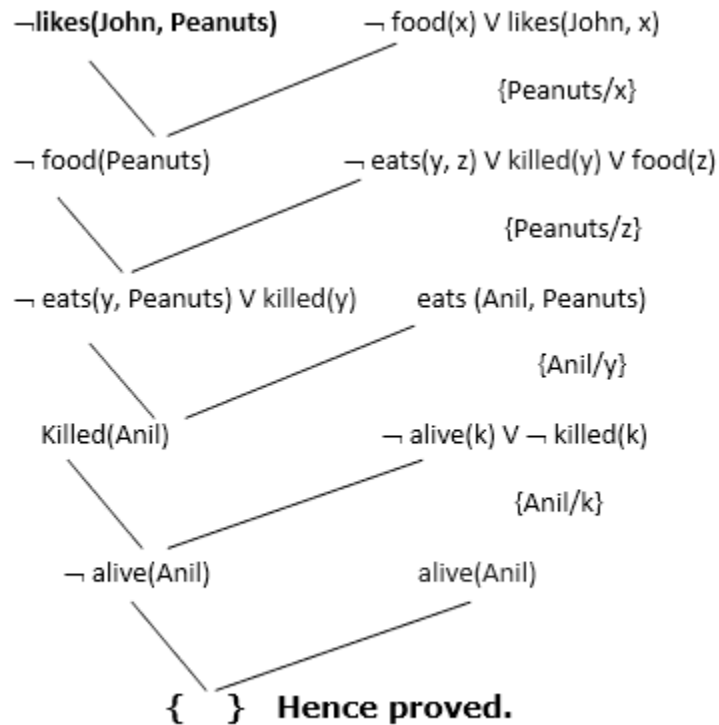 ¬likes(John, Peanuts) ¬ food(x) V likes(John, x)
{Peanuts/x}
¬ food(Peanuts) ¬ eats(y, z) V killed(y) V food(z)
{Peanuts/z}
¬ eats(y, Peanuts) V killed(y) eats (Anil, Peanuts)
{Anil/y}
Killed(Anil) ¬ alive(k) V ¬ killed(k)
{Anil/k}
¬ alive(Anil) alive(Anil)
{ } Hence proved.